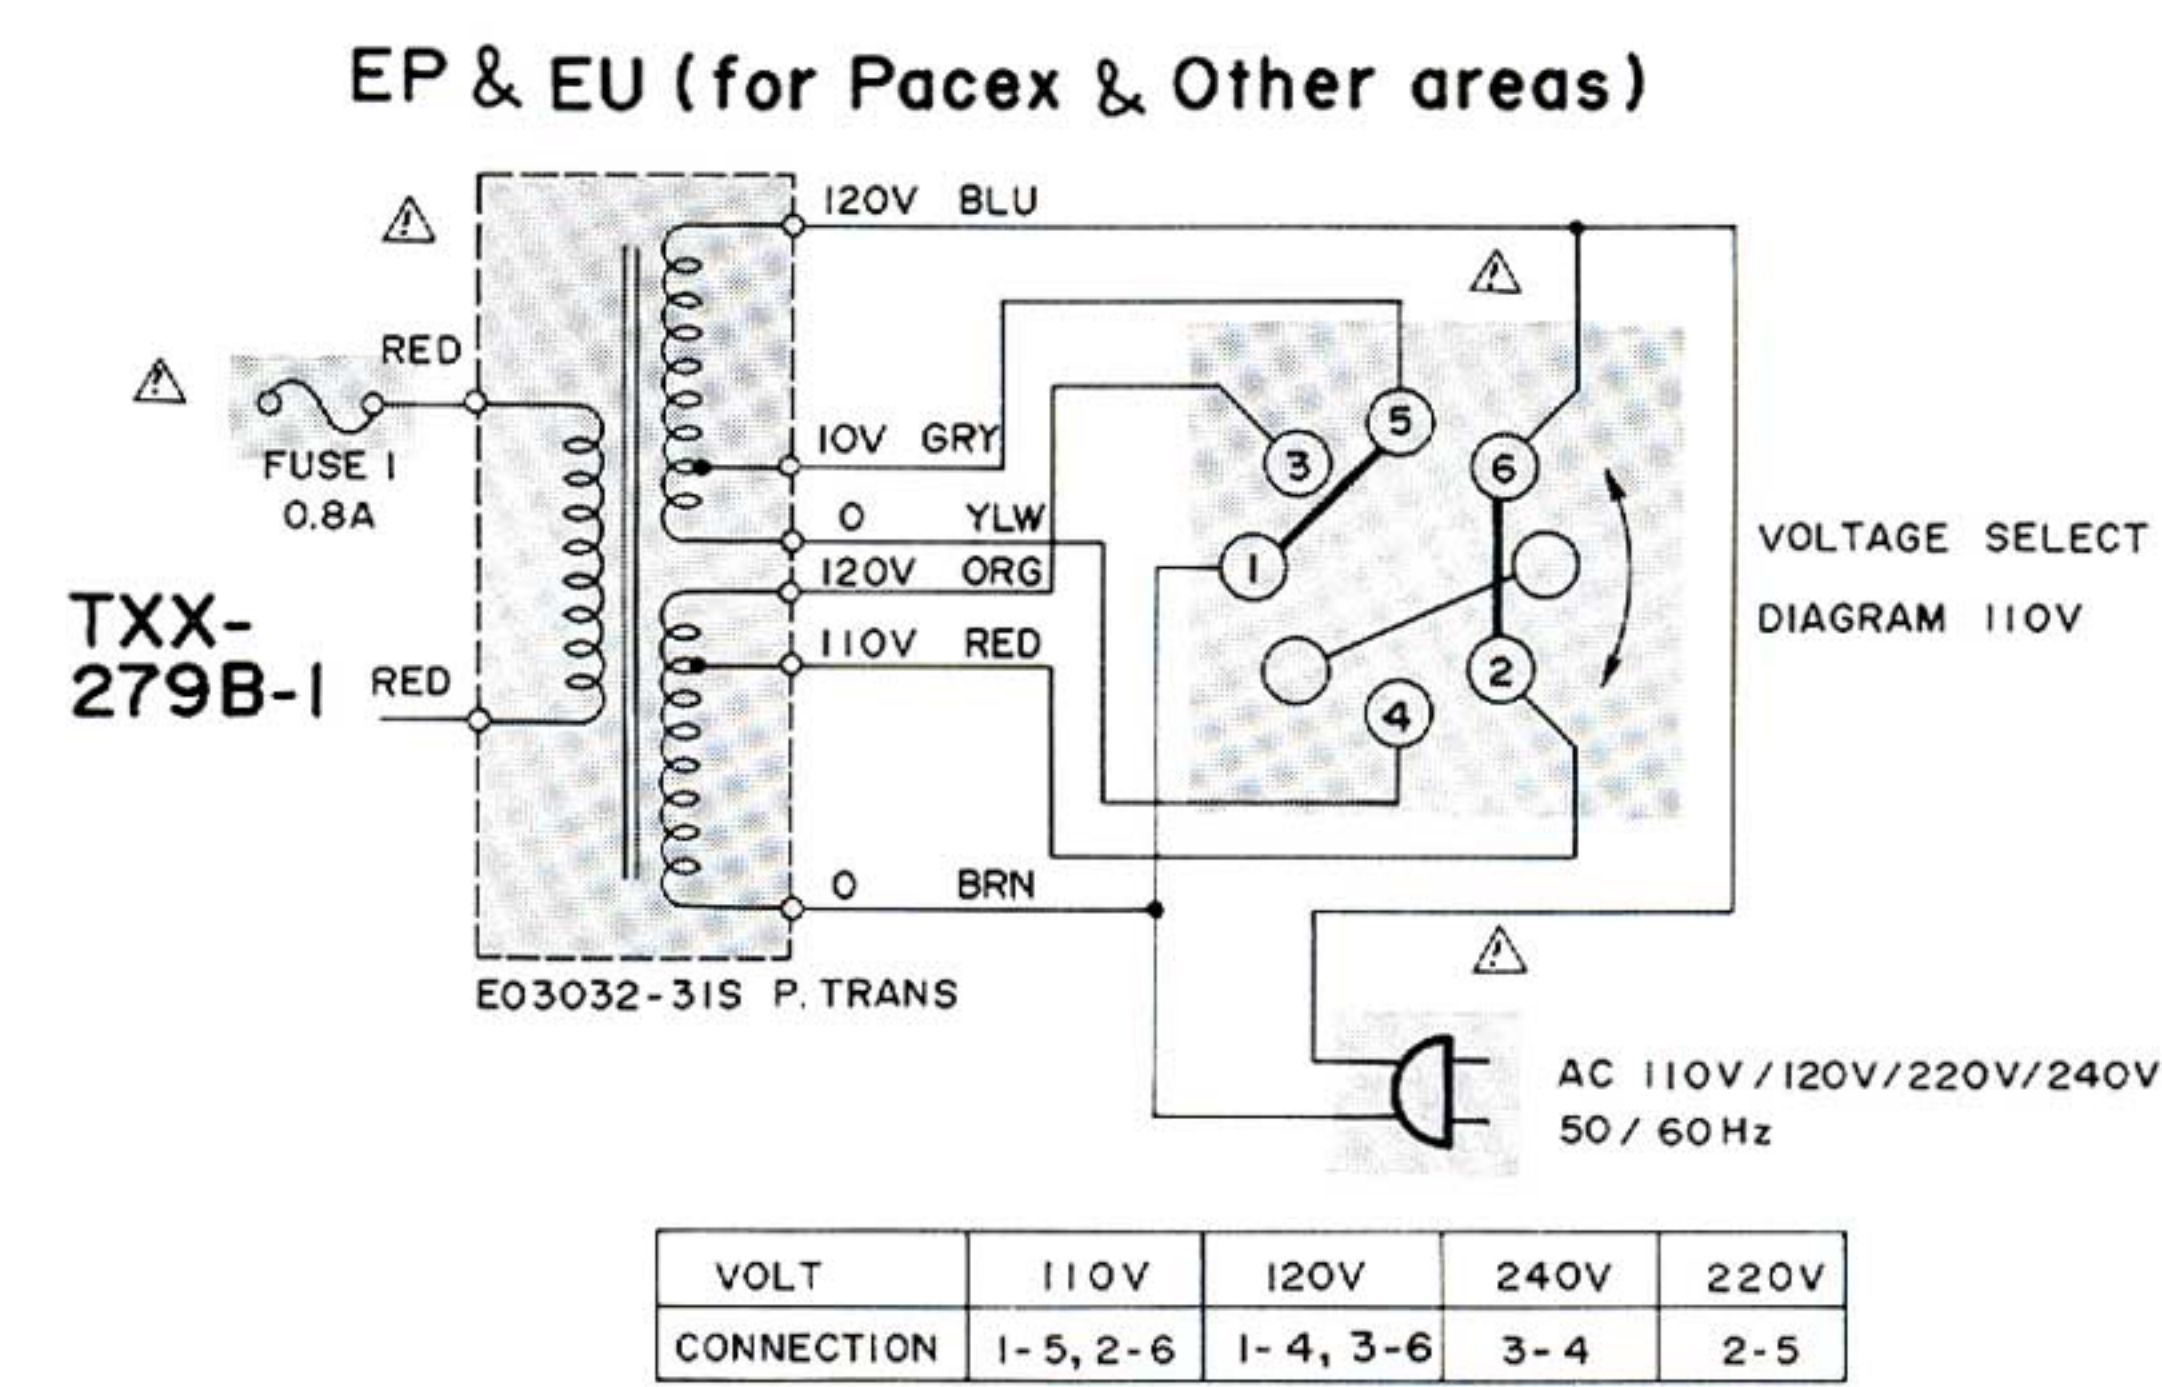 EP & EU (for Pacex & Other areas)
120V BLU
RED
10V GRY
FUSE 1
0.8A
0 YLW
120V ORG
110V RED
TXX-
279B-1
RED
0 BRN
5
3
6
1
2
4
VOLTAGE SELECT
DIAGRAM 110V
E03032-31S P. TRANS
AC 110V/120V/220V/240V
50/60Hz
VOLT 110V 120V 240V 220V
CONNECTION 1-5, 2-6 1-4, 3-6 3-4 2-5